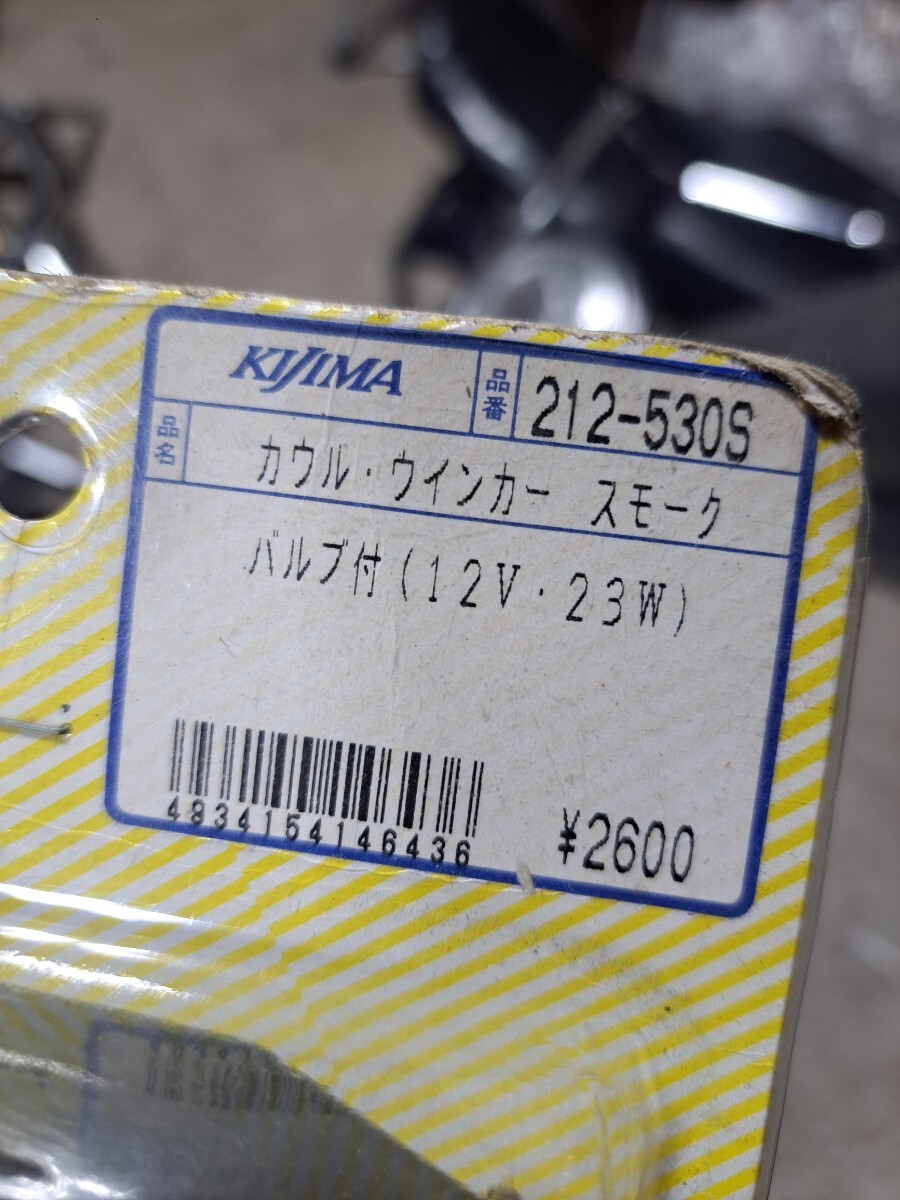 KIJIMA 品番 212-530S
品名 カウル・ウインカー スモーク
バルブ付(12V・23W)
4934154146436
¥2600